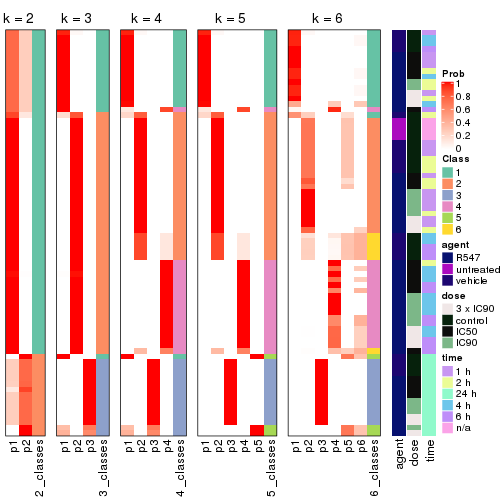 k = 2
k = 3
k = 4
k = 5
k = 6
p1
p2
2_classes
p1
p2
p3
3_classes
p1
p2
p3
p4
4_classes
p1
p2
p3
p4
p5
5_classes
p1
p2
p3
p4
p5
p6
6_classes
agent
dose
time
Prob
1
0.8
0.6
0.4
0.2
0
Class
1
2
3
4
5
6
agent
R547
untreated
vehicle
dose
3 x IC90
control
IC50
IC90
time
1 h
2 h
24 h
4 h
6 h
n/a